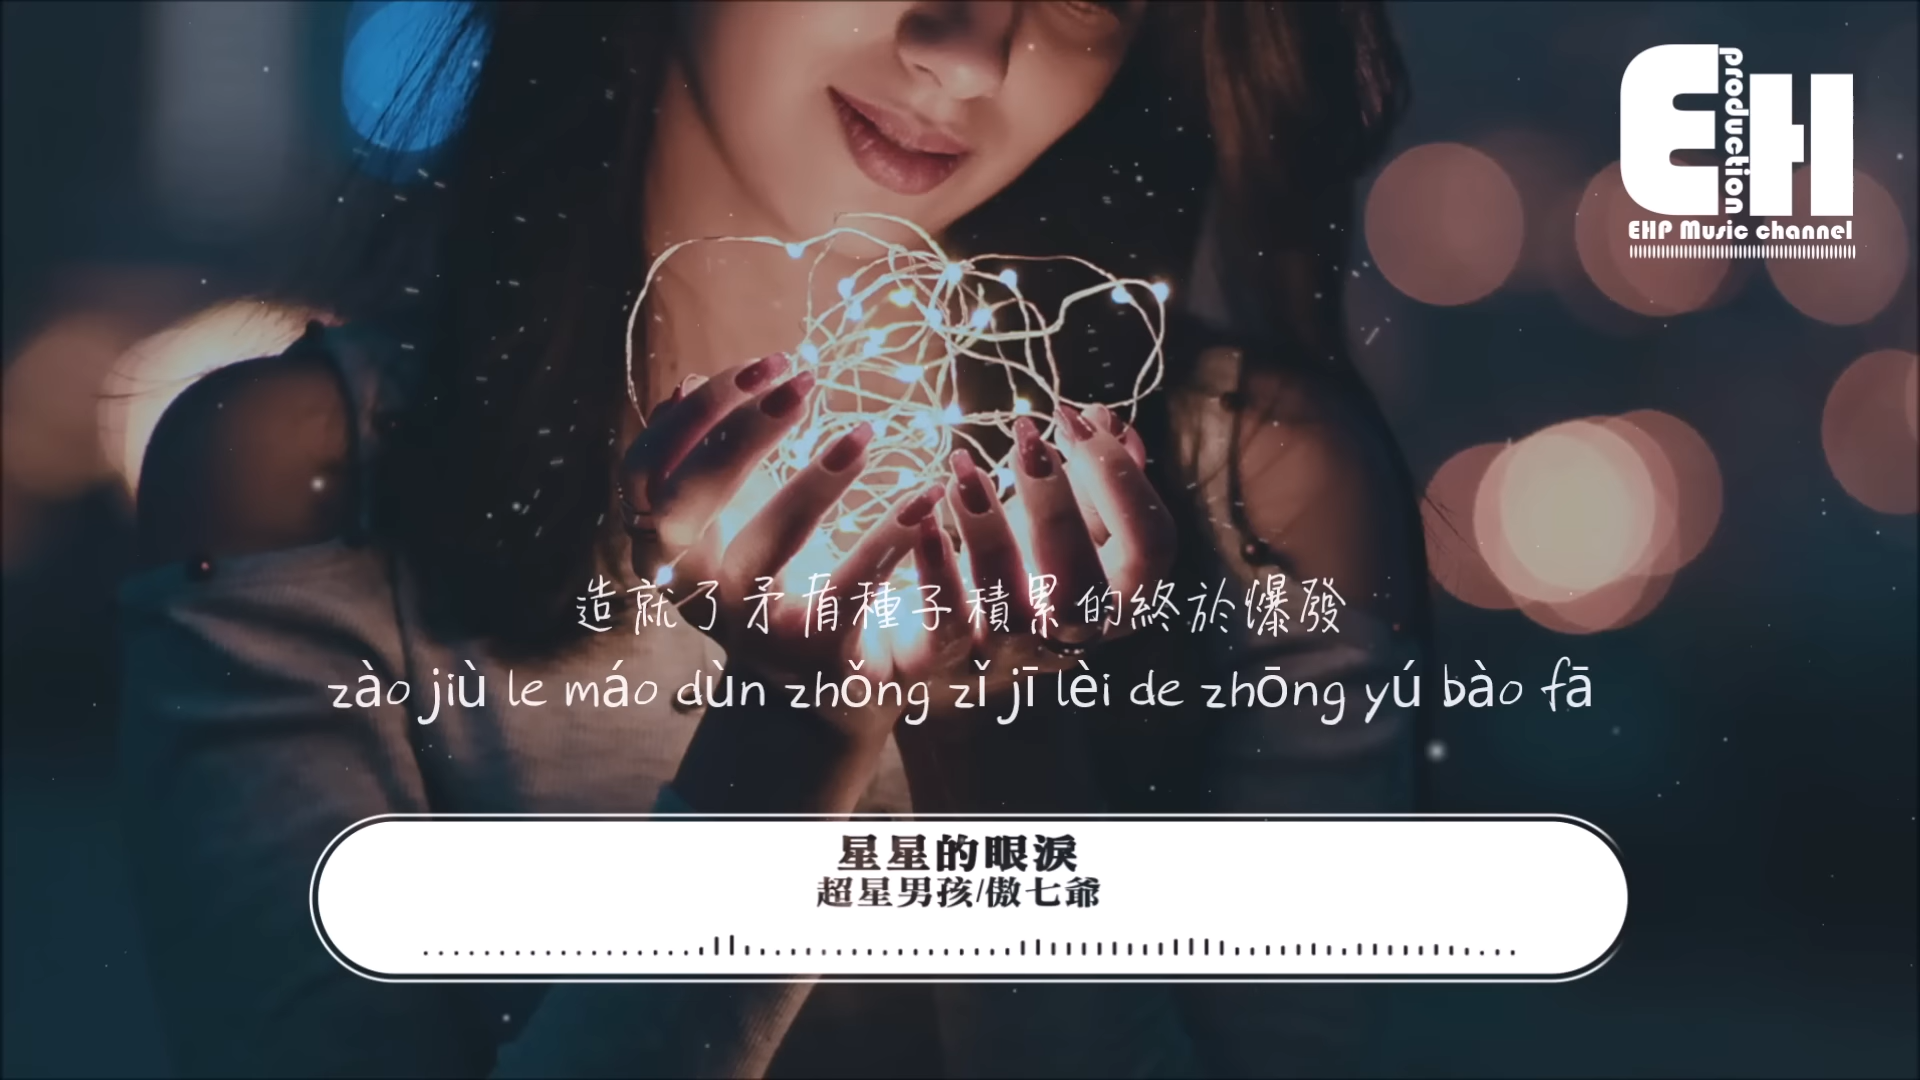 production
EH
EHP Music channel
造就了矛盾種子積累的終於爆發
zào jiù le máo dùn zhǒng zǐ jī lèi de zhōng yú bào fā
星星的眼淚
超星男孩/傲七爺